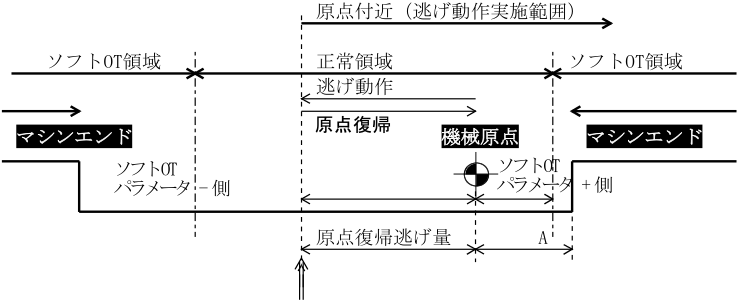 原点付近（逃げ動作実施範囲）
ソフトOT領域
正常領域
ソフトOT領域
逃げ動作
原点復帰
マシンエンド
機械原点
マシンエンド
ソフトOT
パラメータ－側
ソフトOT
パラメータ＋側
原点復帰逃げ量
A